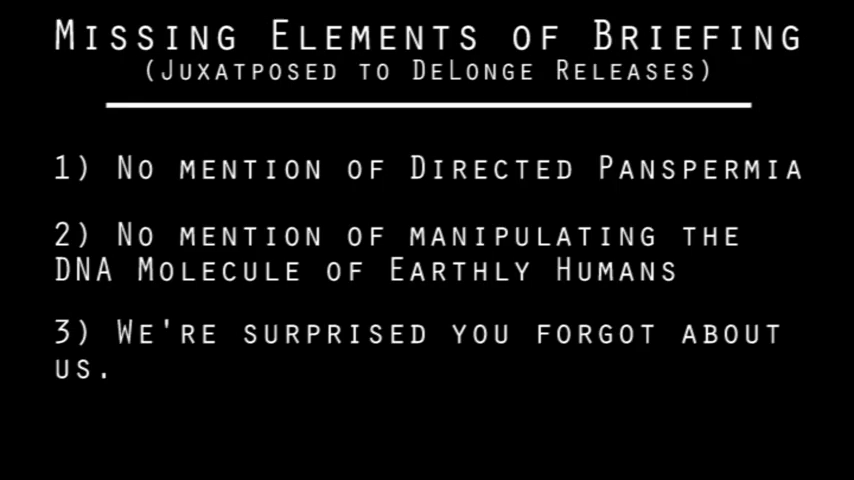 Missing Elements of Briefing
(Juxatposed to DeLonge Releases)
1) No mention of Directed Panspermia
2) No mention of manipulating the
DNA Molecule of Earthly Humans
3) We're surprised you forgot about
us.